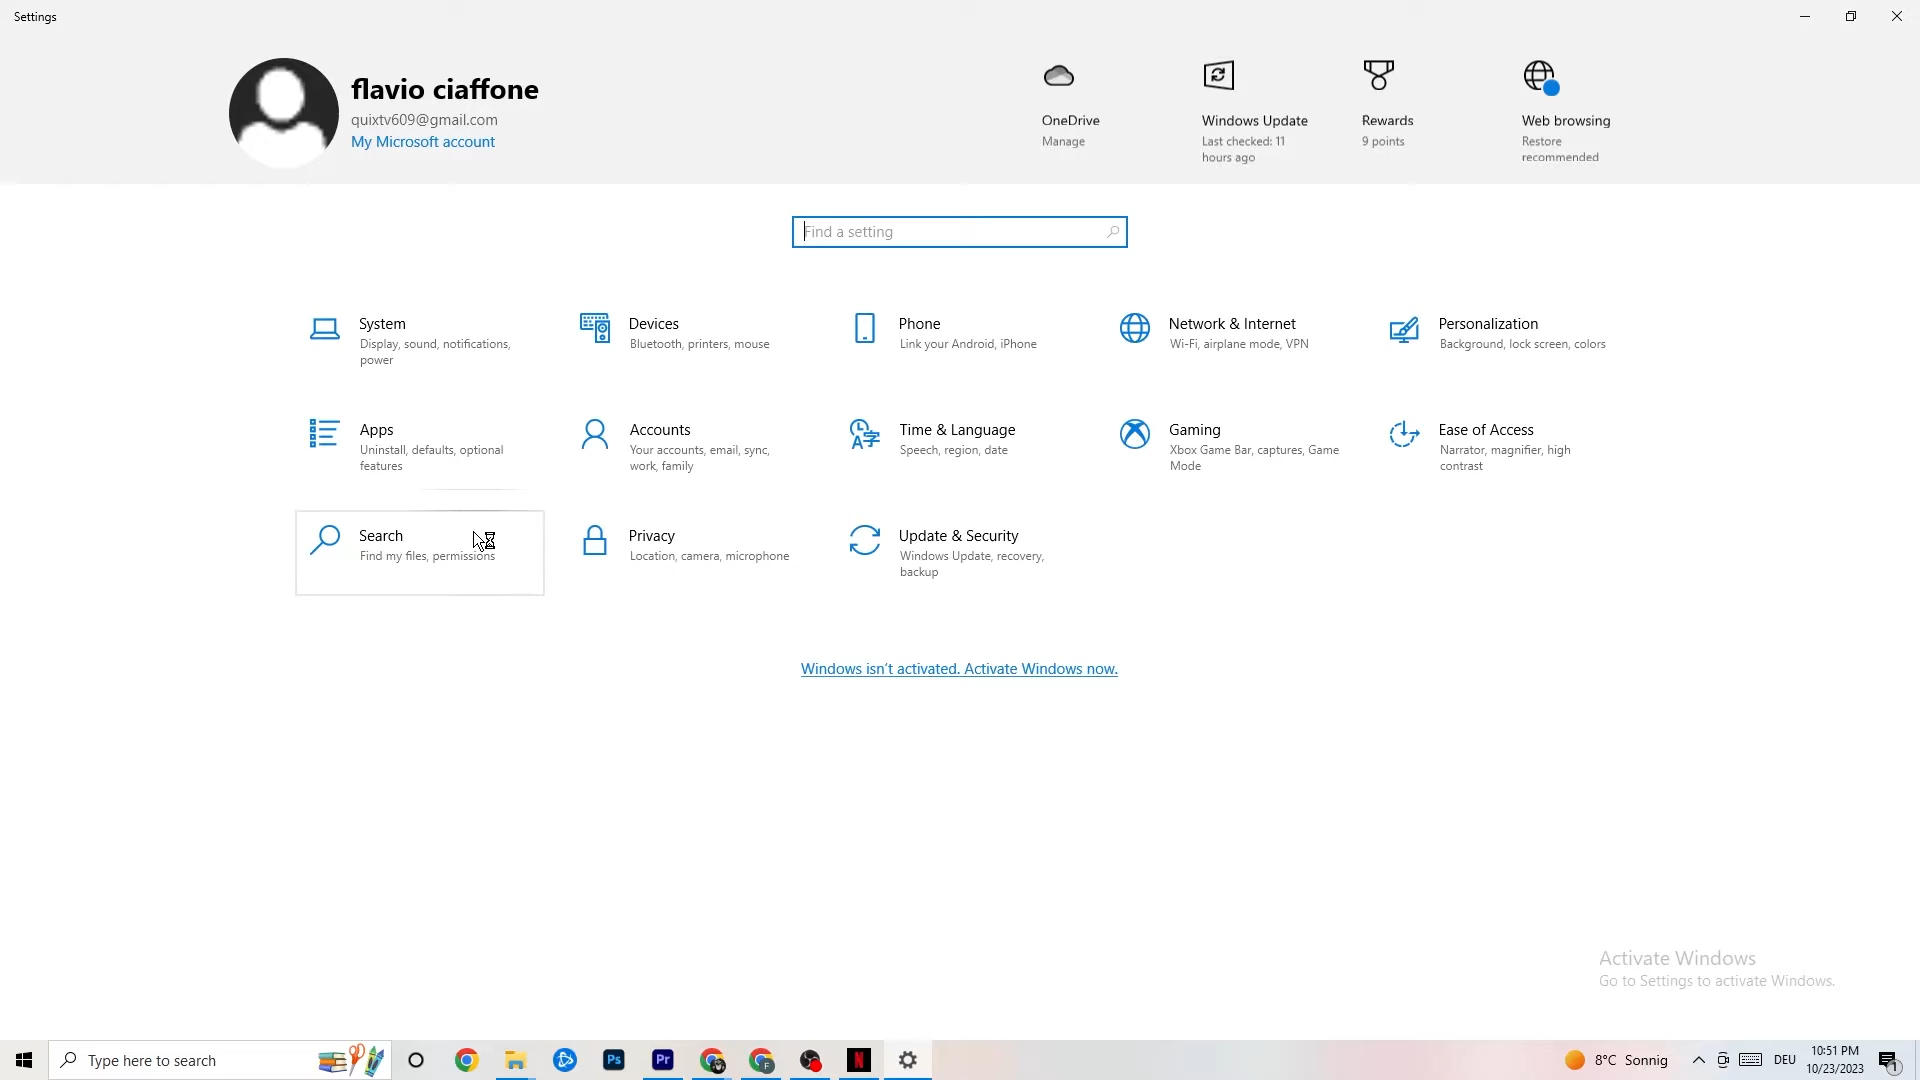 Settings
flavio ciaffone
quixtv609@gmail.com
My Microsoft account
OneDrive
Manage
Windows Update
Last checked: 11
hours ago
Rewards
9 points
Web browsing
Restore
recommended
Find a setting
System
Display, sound, notifications,
power
Devices
Bluetooth, printers, mouse
Phone
Link your Android, iPhone
Network & Internet
Wi-Fi, airplane mode, VPN
Personalization
Background, lock screen, colors
Apps
Uninstall, defaults, optional
features
Accounts
Your accounts, email, sync,
work, family
Time & Language
Speech, region, date
Gaming
Xbox Game Bar, captures, Game
Mode
Ease of Access
Narrator, magnifier, high
contrast
Search
Find my files, permissions
Privacy
Location, camera, microphone
Update & Security
Windows Update, recovery,
backup
Windows isn't activated. Activate Windows now.
Activate Windows
Go to Settings to activate Windows.
Type here to search
Ps
Pr
F
N
8°C Sonnig
DEU
10:51 PM
10/23/2023
1